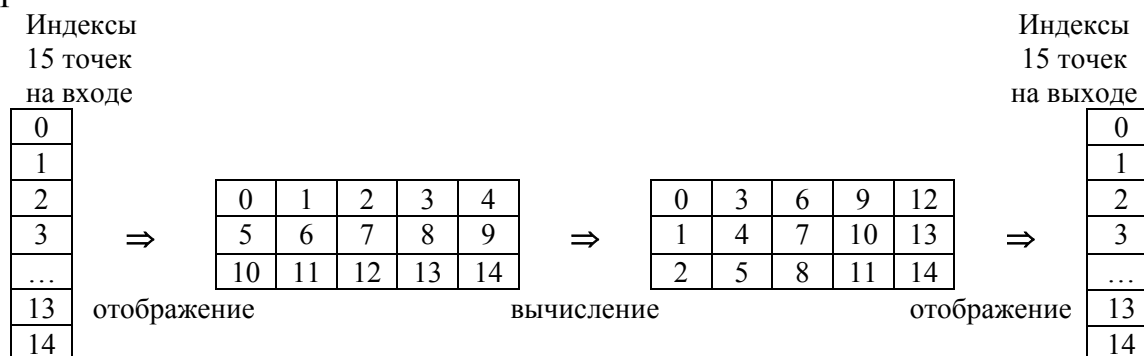 Индексы
15 точек
на входе
Индексы
15 точек
на выходе
0
1
2
3
…
13
14
⇒
0 1 2 3 4
5 6 7 8 9
10 11 12 13 14
⇒
0 3 6 9 12
1 4 7 10 13
2 5 8 11 14
⇒
0
1
2
3
…
13
14
отображение
вычисление
отображение